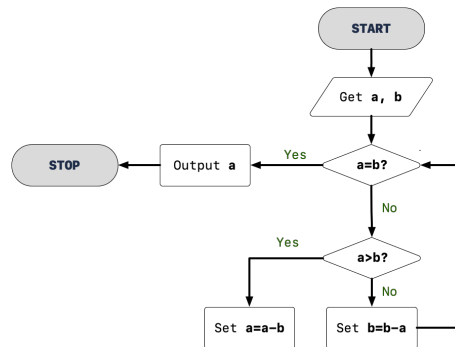 START
Get a, b
a=b?
Yes
Output a
STOP
No
a>b?
Yes
No
Set a=a−b
Set b=b−a